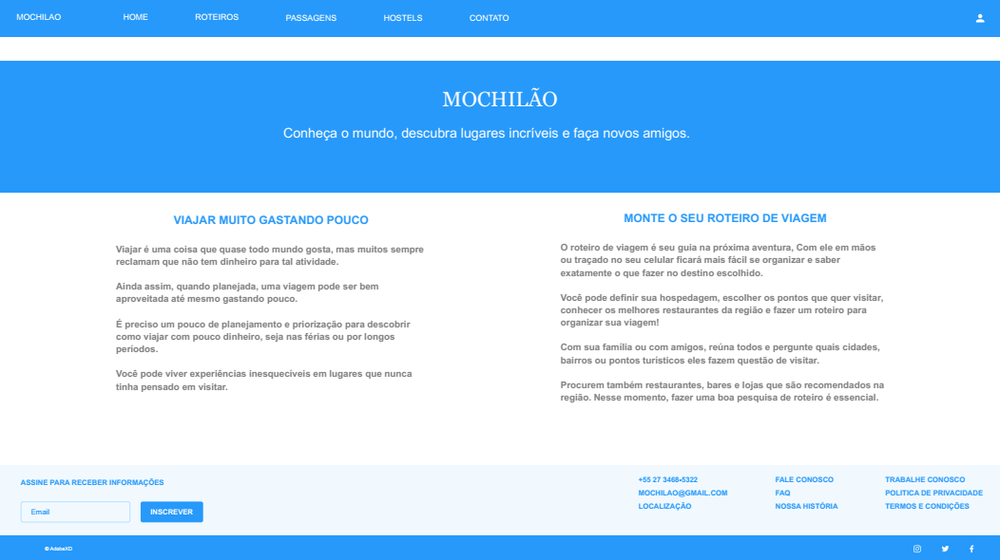 MOCHILAO HOME ROTEIROS PASSAGENS HOSTELS CONTATO
MOCHILÃO
Conheça o mundo, descubra lugares incríveis e faça novos amigos.
VIAJAR MUITO GASTANDO POUCO
Viajar é uma coisa que quase todo mundo gosta, mas muitos sempre
reclamam que não tem dinheiro para tal atividade.
Ainda assim, quando planejada, uma viagem pode ser bem
aproveitada até mesmo gastando pouco.
É preciso um pouco de planejamento e priorização para descobrir
como viajar com pouco dinheiro, seja nas férias ou por longos
períodos.
Você pode viver experiências inesquecíveis em lugares que nunca
tinha pensado em visitar.
MONTE O SEU ROTEIRO DE VIAGEM
O roteiro de viagem é seu guia na próxima aventura, Com ele em mãos
ou traçado no seu celular ficará mais fácil se organizar e saber
exatamente o que fazer no destino escolhido.
Você pode definir sua hospedagem, escolher os pontos que quer visitar,
conhecer os melhores restaurantes da região e fazer um roteiro para
organizar sua viagem!
Com sua família ou com amigos, reúna todos e pergunte quais cidades,
bairros ou pontos turísticos eles fazem questão de visitar.
Procurem também restaurantes, bares e lojas que são recomendados na
região. Nesse momento, fazer uma boa pesquisa de roteiro é essencial.
ASSINE PARA RECEBER INFORMAÇÕES
Email
INSCREVER
+55 27 3468-5322
MOCHILAO@GMAIL.COM
LOCALIZAÇÃO
FALE CONOSCO
FAQ
NOSSA HISTÓRIA
TRABALHE CONOSCO
POLITICA DE PRIVACIDADE
TERMOS E CONDIÇÕES
© AdobeXD